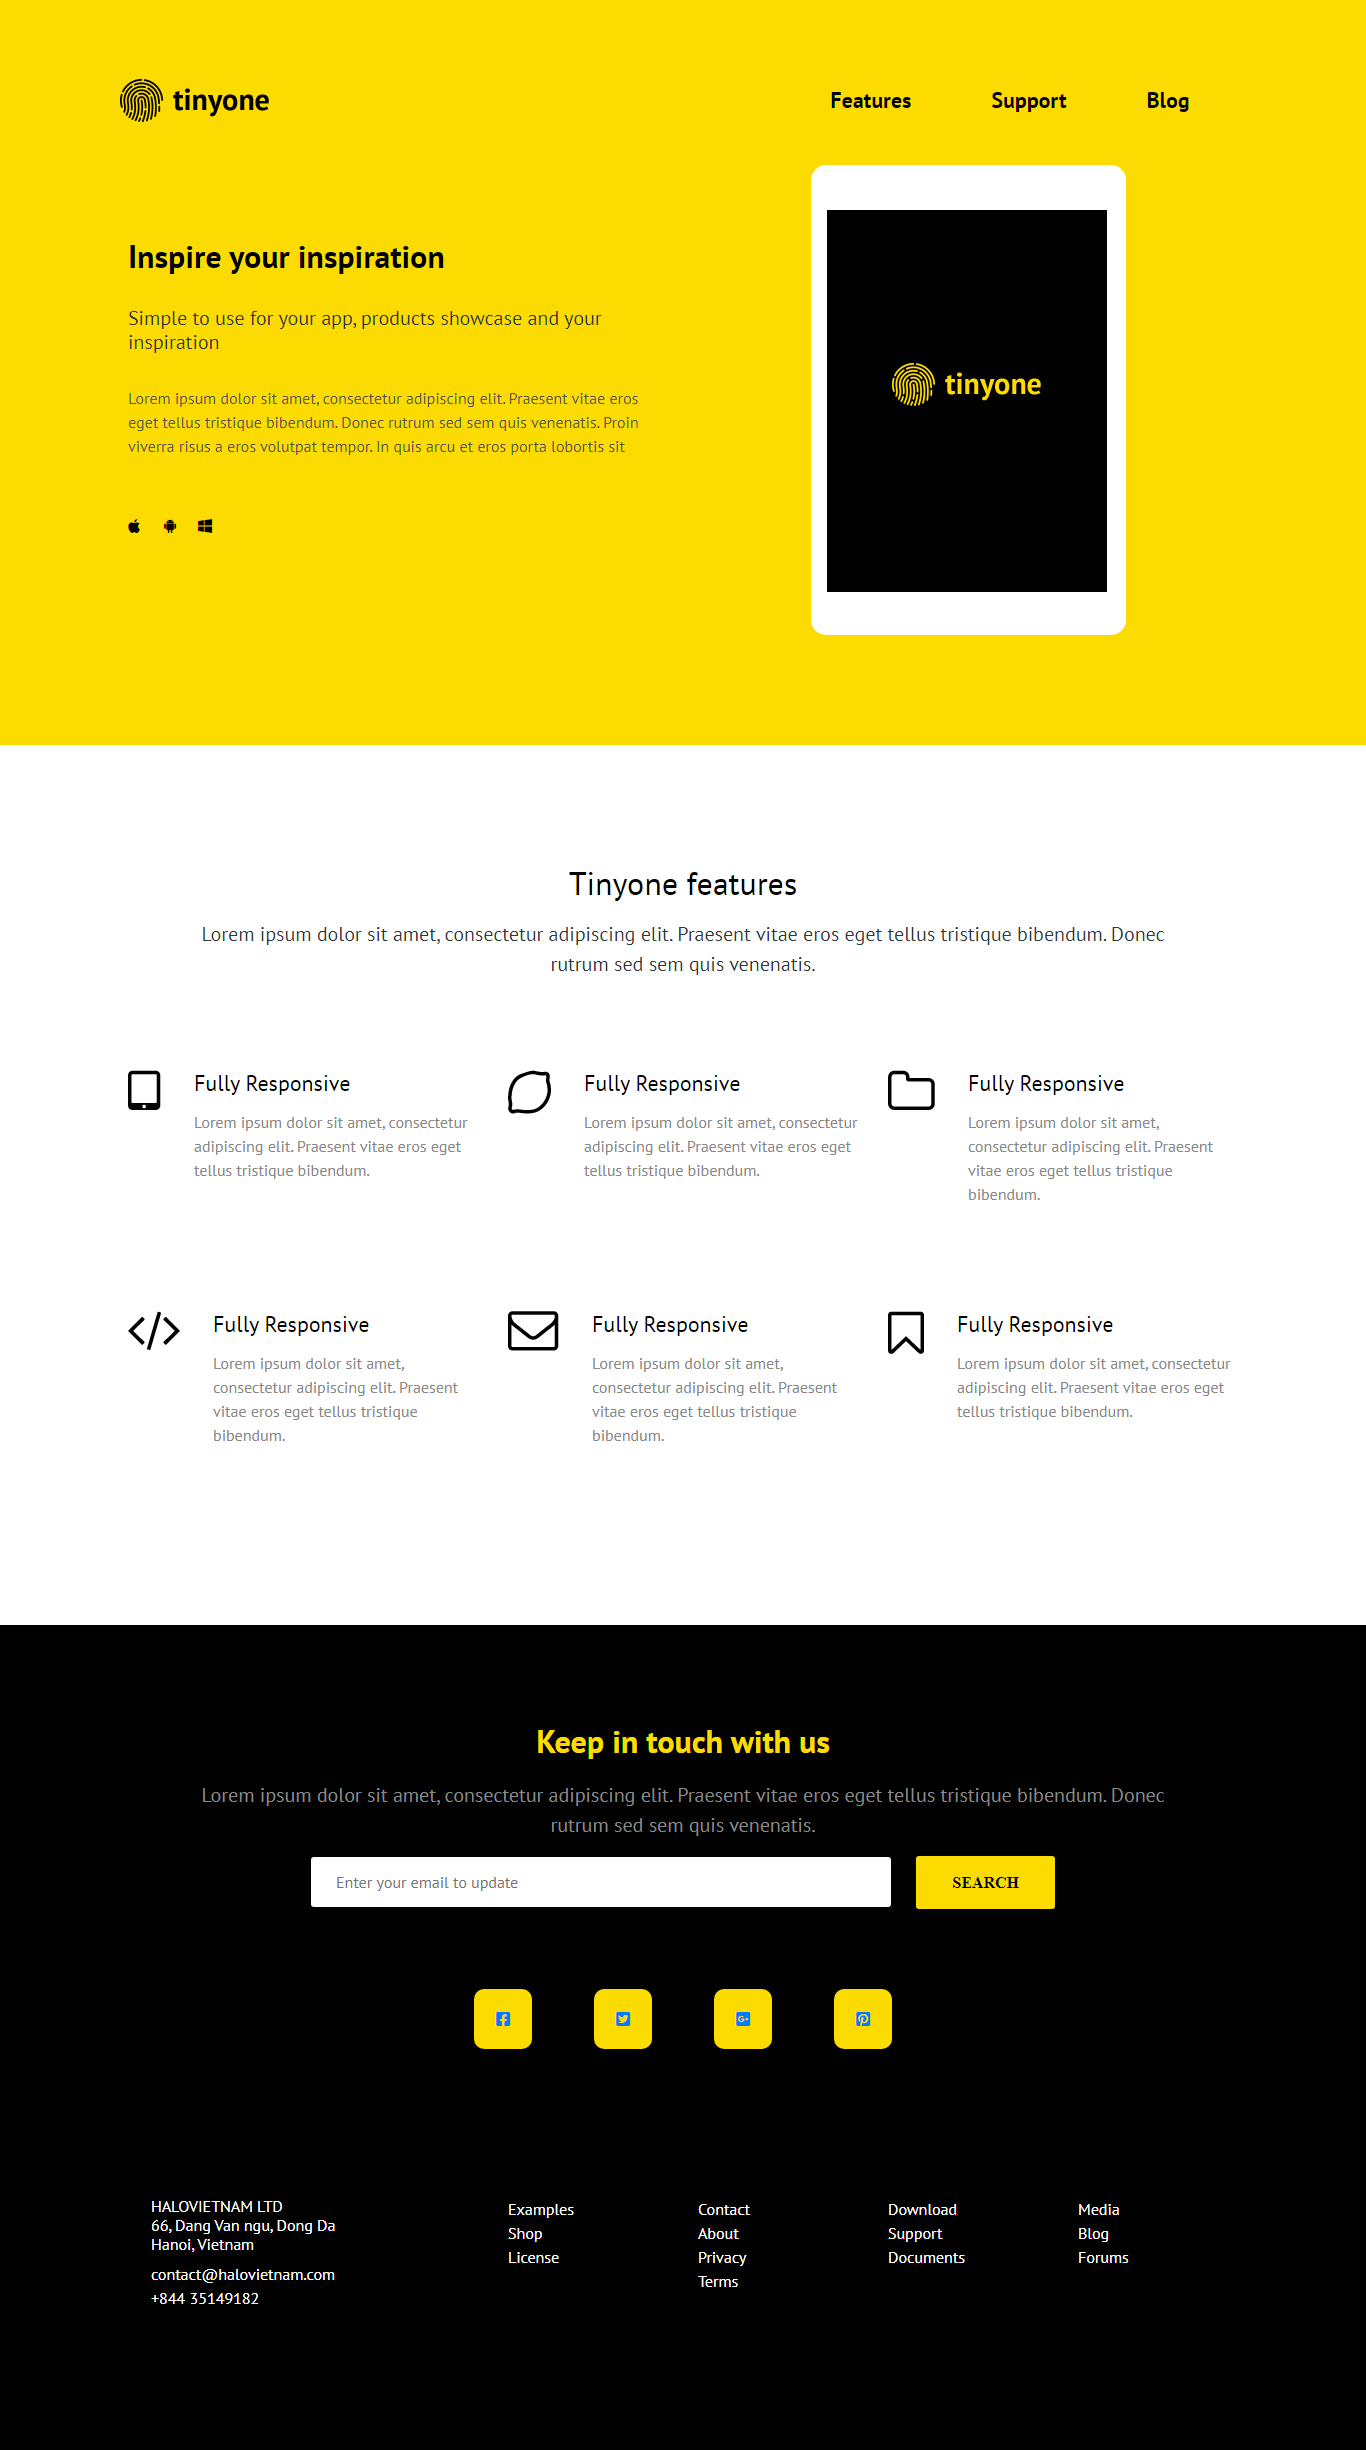 tinyone
Features Support Blog
Inspire your inspiration
Simple to use for your app, products showcase and your
inspiration
Lorem ipsum dolor sit amet, consectetur adipiscing elit. Praesent vitae eros
eget tellus tristique bibendum. Donec rutrum sed sem quis venenatis. Proin
viverra risus a eros volutpat tempor. In quis arcu et eros porta lobortis sit
tinyone
Tinyone features
Lorem ipsum dolor sit amet, consectetur adipiscing elit. Praesent vitae eros eget tellus tristique bibendum. Donec
rutrum sed sem quis venenatis.
Fully Responsive
Lorem ipsum dolor sit amet, consectetur
adipiscing elit. Praesent vitae eros eget
tellus tristique bibendum.
Fully Responsive
Lorem ipsum dolor sit amet, consectetur
adipiscing elit. Praesent vitae eros eget
tellus tristique bibendum.
Fully Responsive
Lorem ipsum dolor sit amet,
consectetur adipiscing elit. Praesent
vitae eros eget tellus tristique
bibendum.
Fully Responsive
Lorem ipsum dolor sit amet,
consectetur adipiscing elit. Praesent
vitae eros eget tellus tristique
bibendum.
Fully Responsive
Lorem ipsum dolor sit amet,
consectetur adipiscing elit. Praesent
vitae eros eget tellus tristique
bibendum.
Fully Responsive
Lorem ipsum dolor sit amet, consectetur
adipiscing elit. Praesent vitae eros eget
tellus tristique bibendum.
Keep in touch with us
Lorem ipsum dolor sit amet, consectetur adipiscing elit. Praesent vitae eros eget tellus tristique bibendum. Donec
rutrum sed sem quis venenatis.
Enter your email to update
SEARCH
HALOVIETNAM LTD
66, Dang Van ngu, Dong Da
Hanoi, Vietnam
contact@halovietnam.com
+844 35149182
Examples
Shop
License
Contact
About
Privacy
Terms
Download
Support
Documents
Media
Blog
Forums